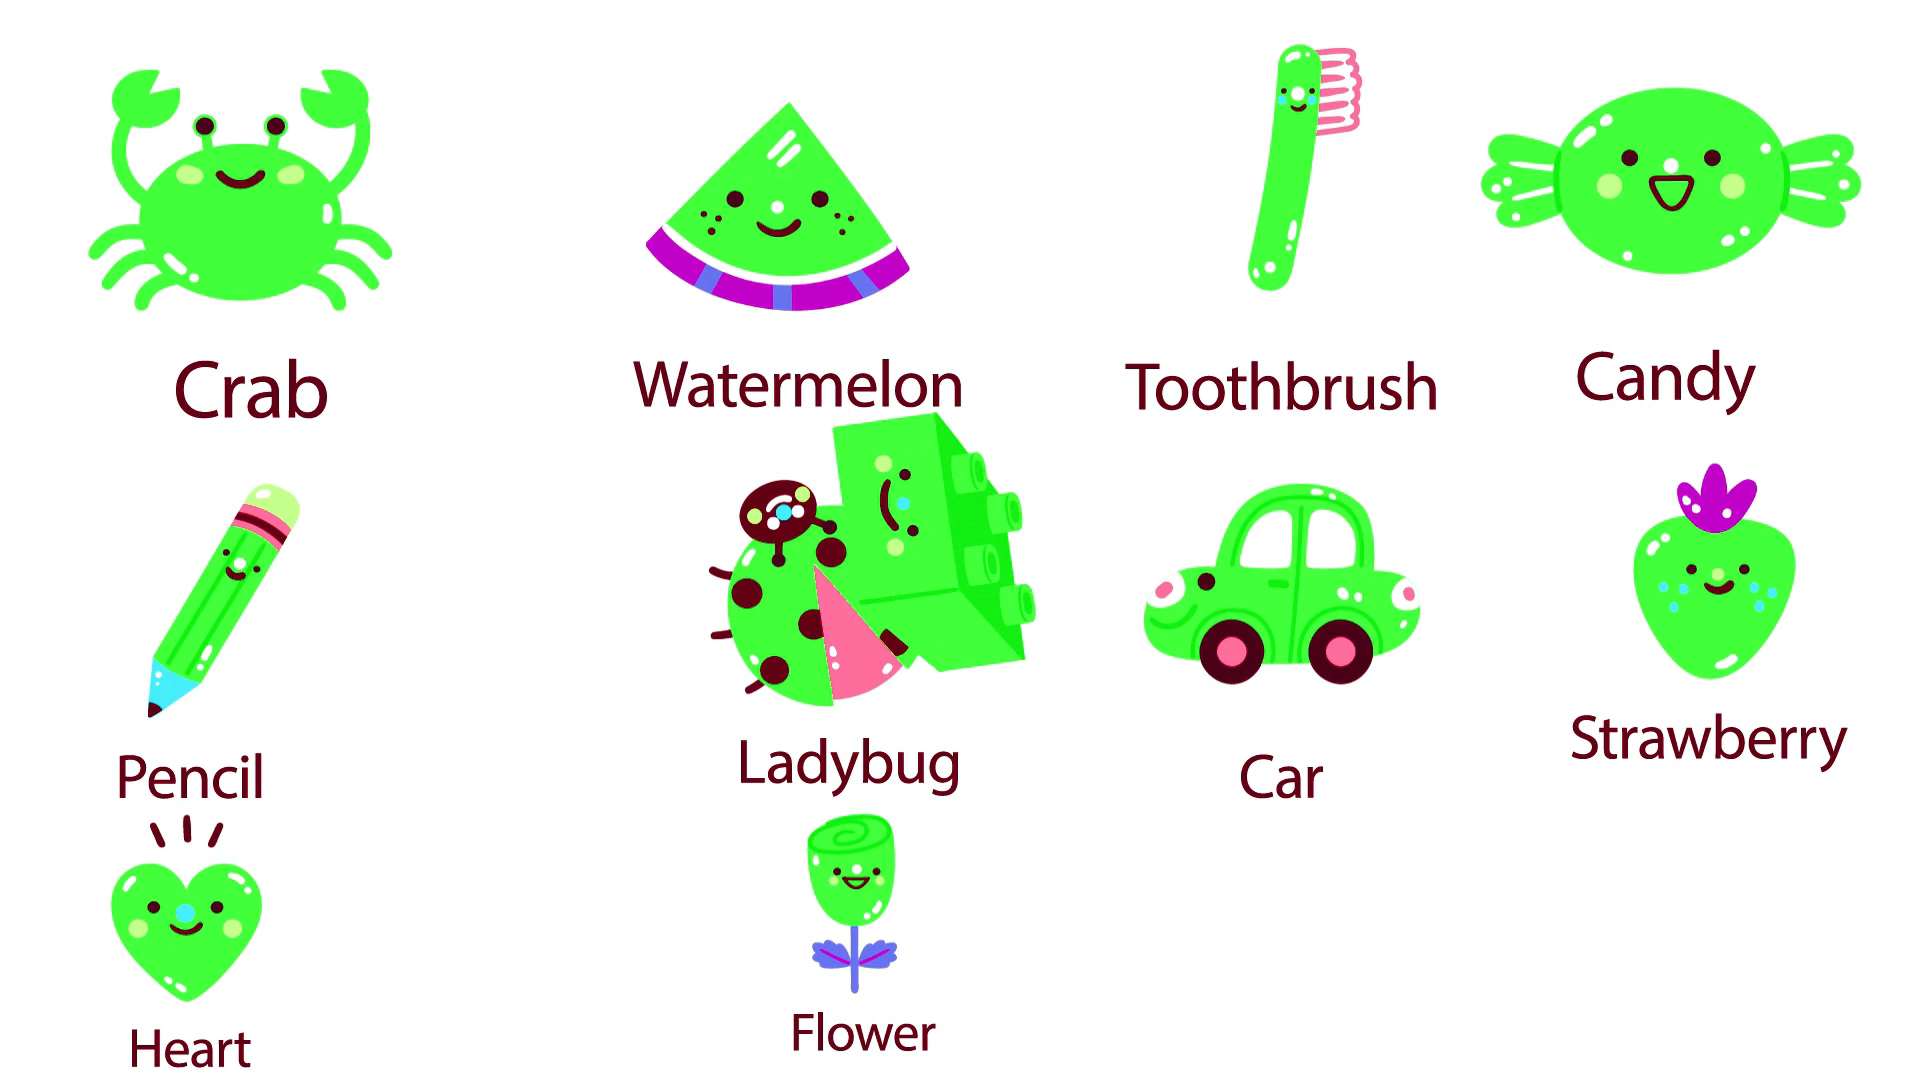 Crab
Watermelon
Toothbrush
Candy
Pencil
Ladybug
Car
Strawberry
Heart
Flower